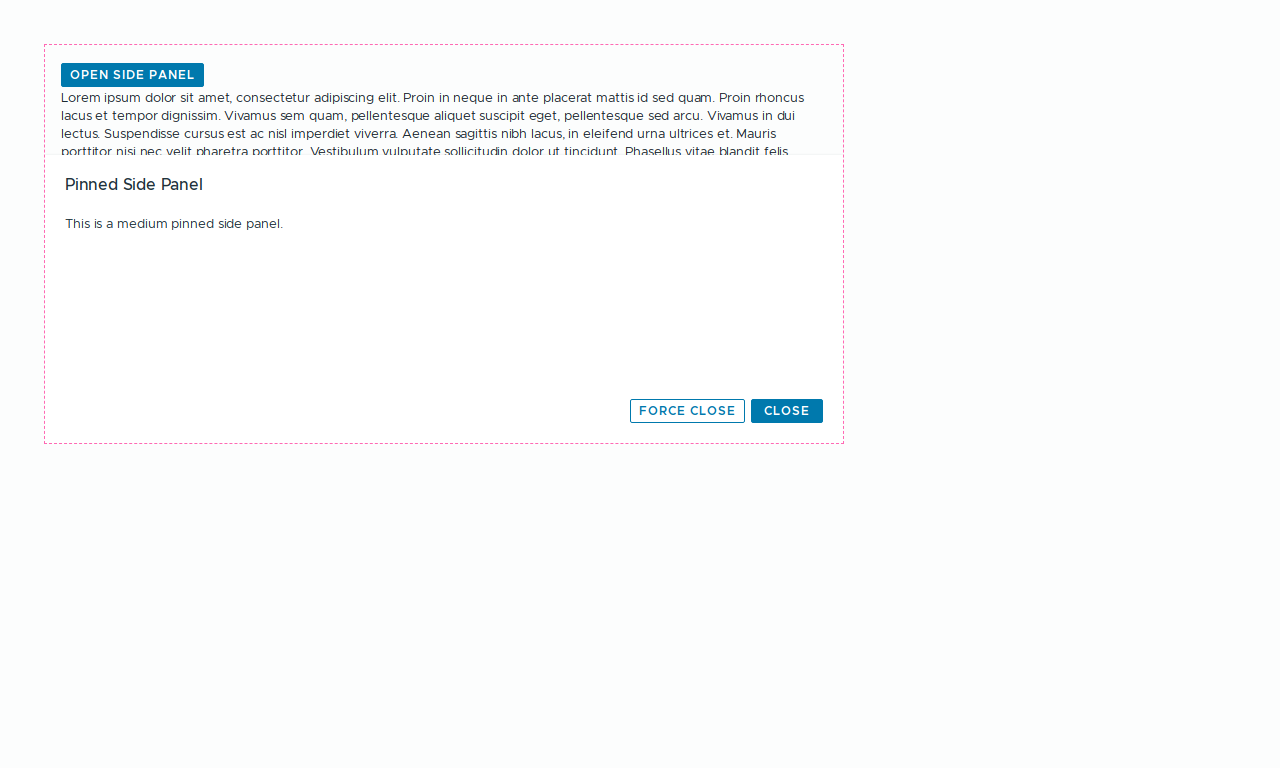 OPEN SIDE PANEL
Lorem ipsum dolor sit amet, consectetur adipiscing elit. Proin in neque in ante placerat mattis id sed quam. Proin rhoncus
lacus et tempor dignissim. Vivamus sem quam, pellentesque aliquet suscipit eget, pellentesque sed arcu. Vivamus in dui
lectus. Suspendisse cursus est ac nisl imperdiet viverra. Aenean sagittis nibh lacus, in eleifend urna ultrices et. Mauris
porttitor nisi nec velit pharetra porttitor. Vestibulum vulputate sollicitudin dolor ut tincidunt. Phasellus vitae blandit felis
Pinned Side Panel
This is a medium pinned side panel.
FORCE CLOSE
CLOSE